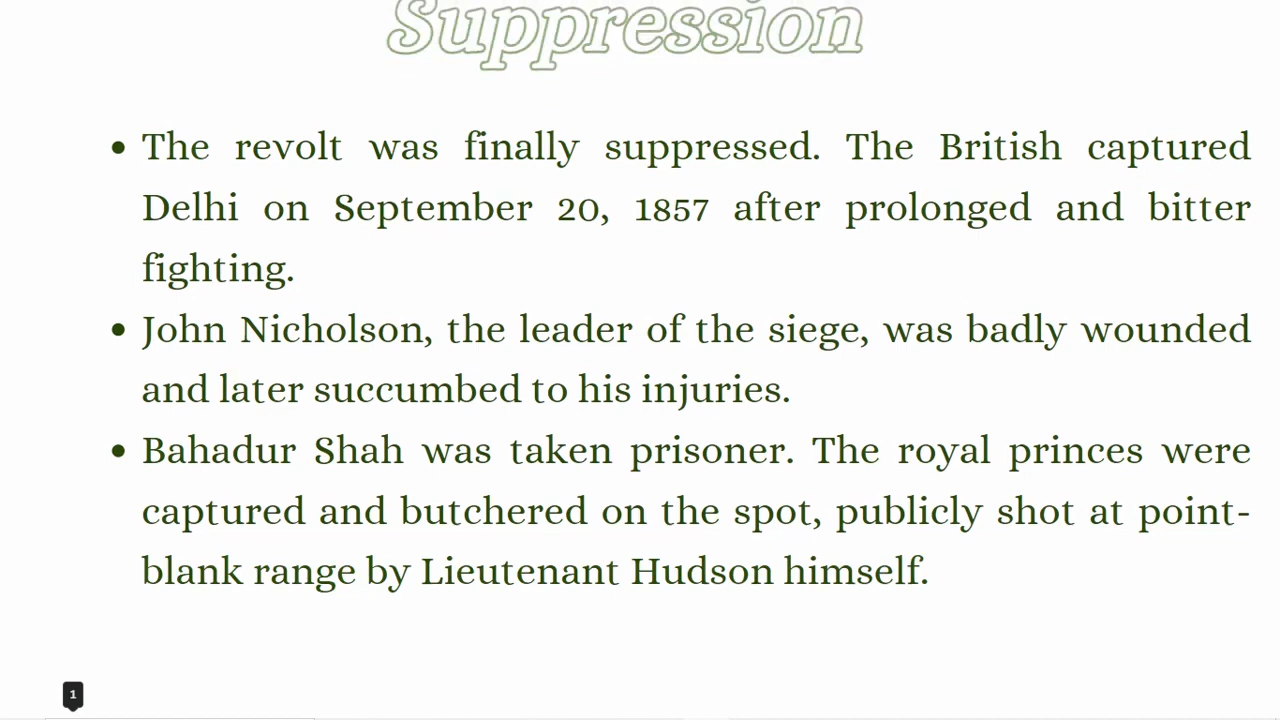 Suppression
• The revolt was finally suppressed. The British captured
Delhi on September 20, 1857 after prolonged and bitter
fighting.
• John Nicholson, the leader of the siege, was badly wounded
and later succumbed to his injuries.
• Bahadur Shah was taken prisoner. The royal princes were
captured and butchered on the spot, publicly shot at point-
blank range by Lieutenant Hudson himself.
1